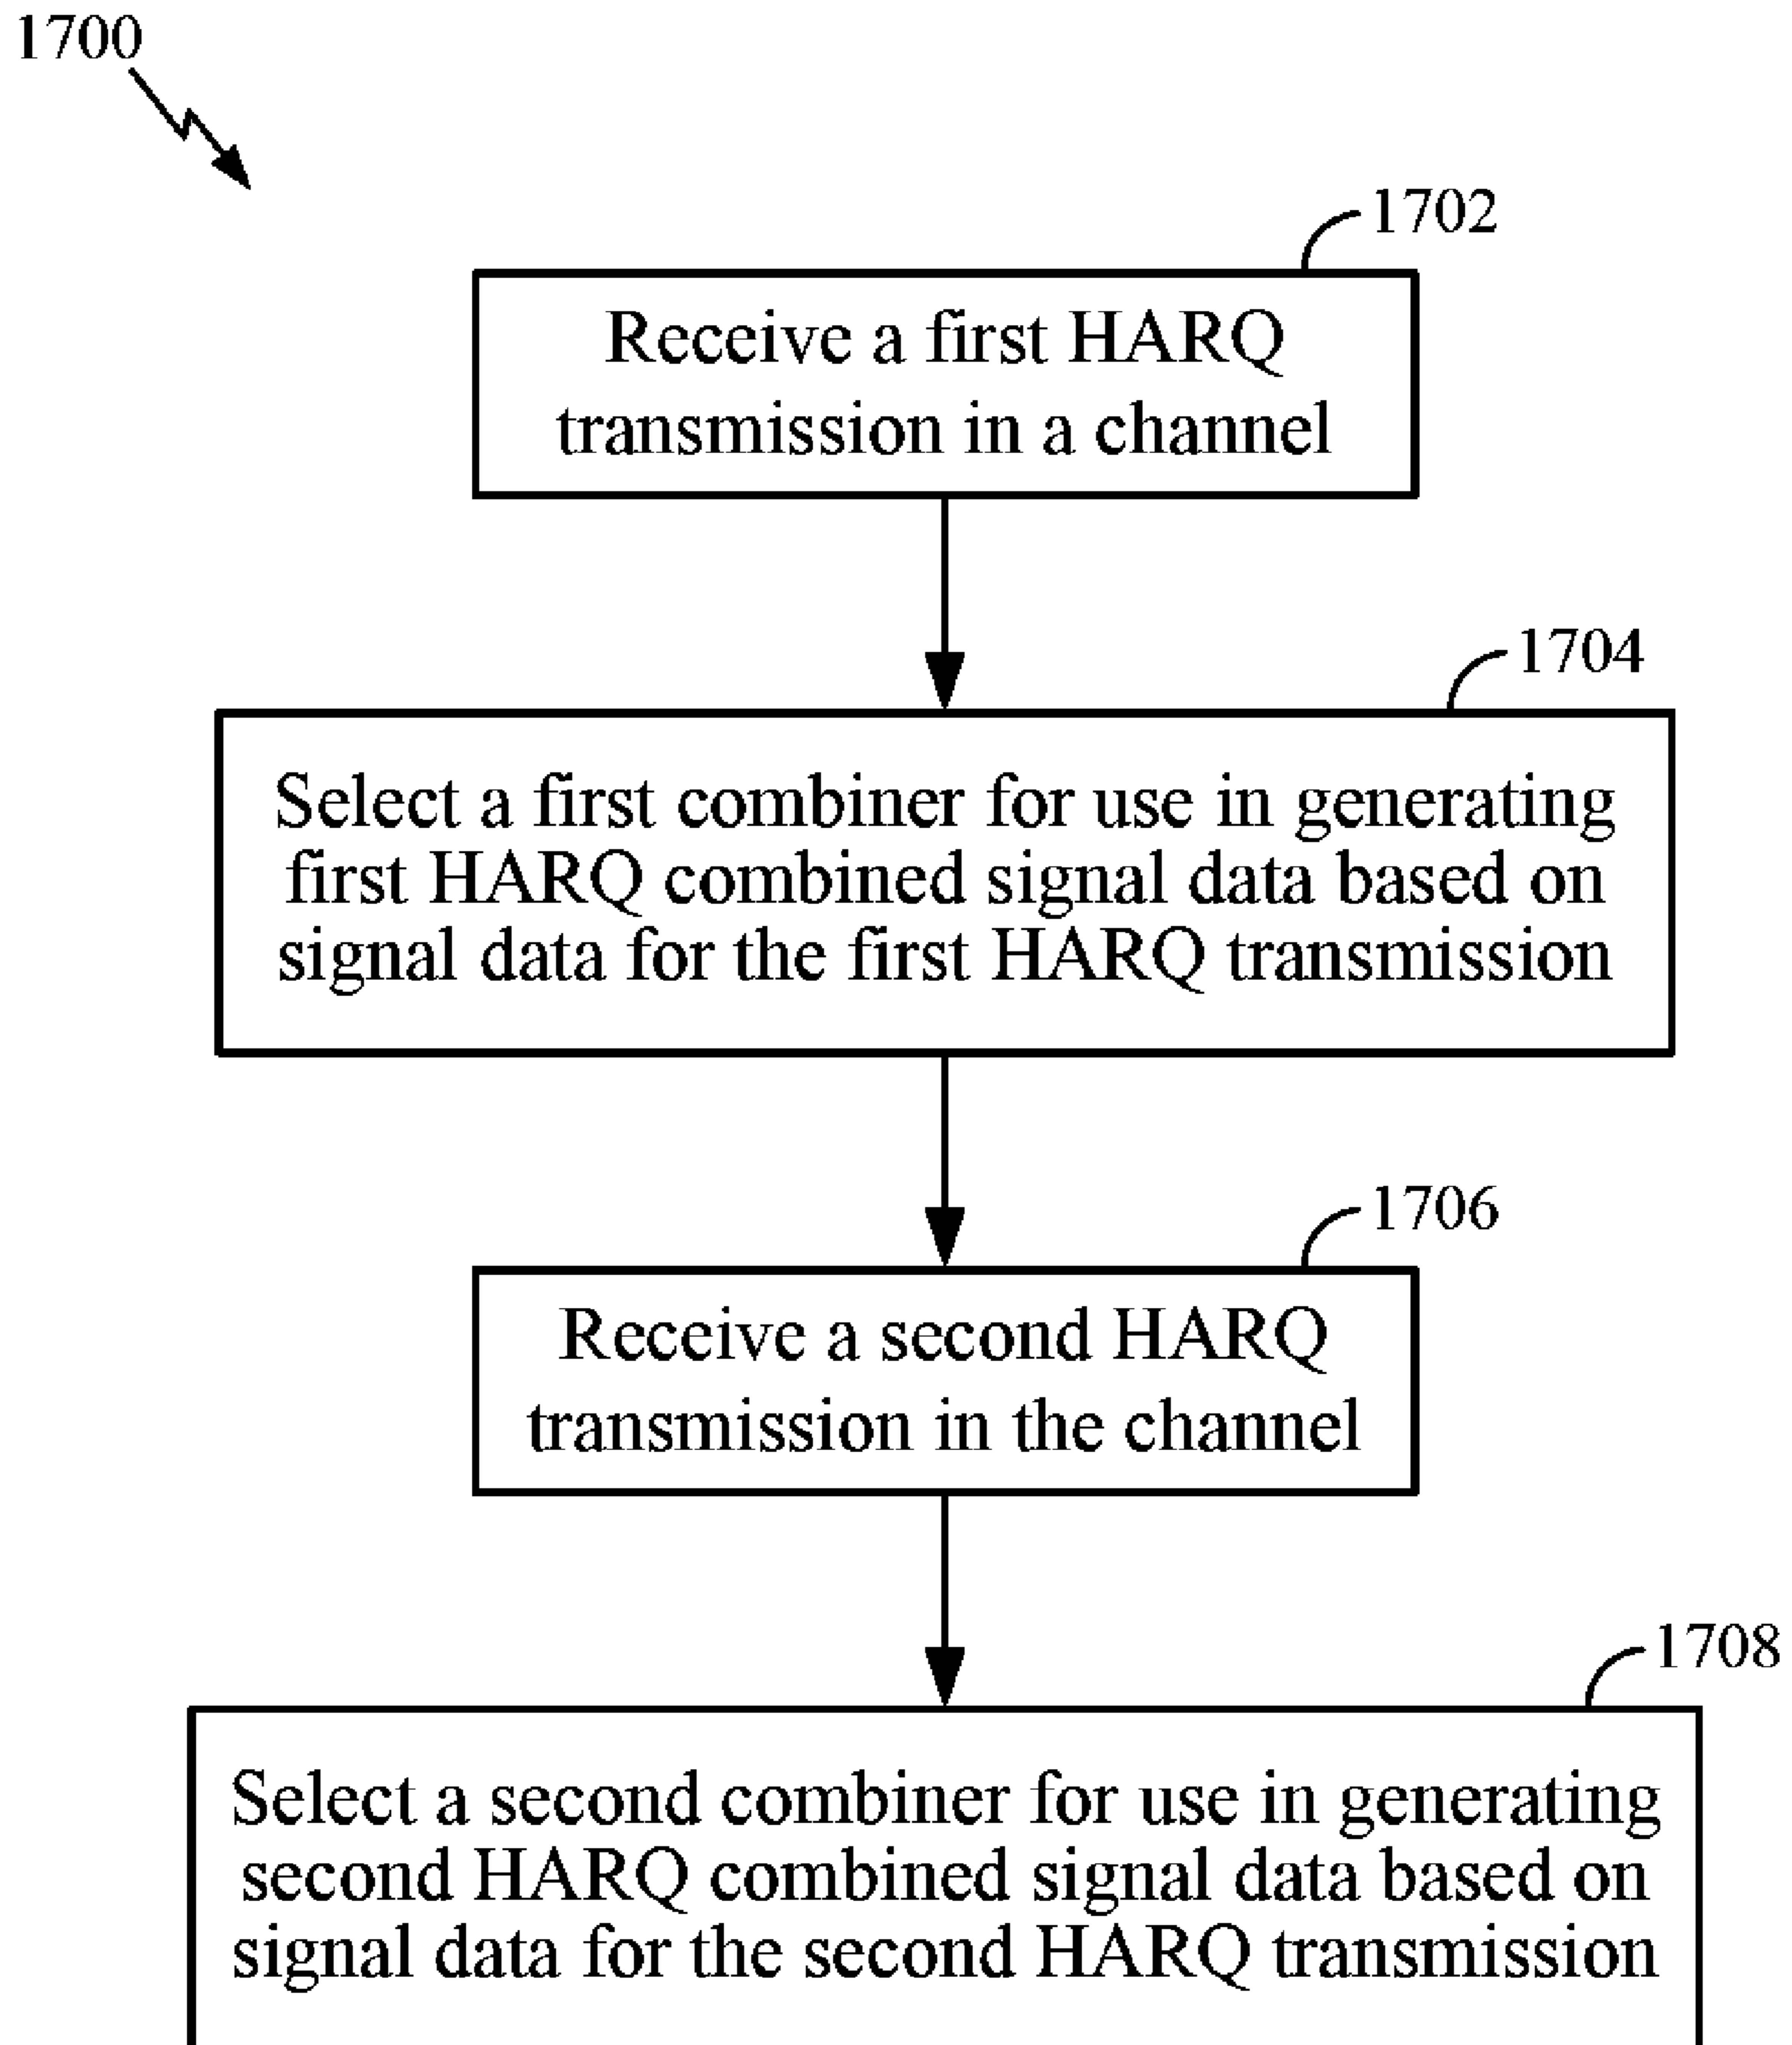 1700
1702
Receive a first HARQ
transmission in a channel
1704
Select a first combiner for use in generating
first HARQ combined signal data based on
signal data for the first HARQ transmission
1706
Receive a second HARQ
transmission in the channel
1708
Select a second combiner for use in generating
second HARQ combined signal data based on
signal data for the second HARQ transmission